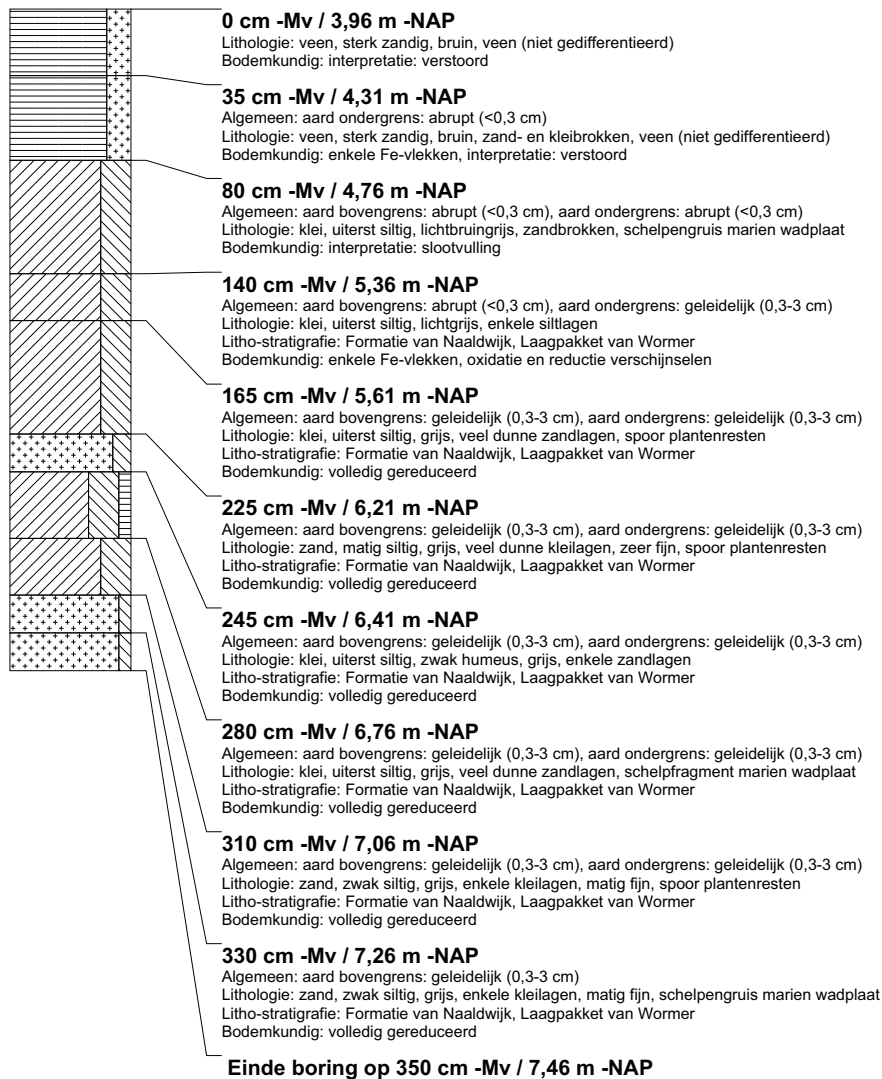 0 cm -Mv / 3,96 m -NAP
Lithologie: veen, sterk zandig, bruin, veen (niet gedifferentieerd)
Bodemkundig: interpretatie: verstoord
35 cm -Mv / 4,31 m -NAP
Algemeen: aard ondergrens: abrupt (<0,3 cm)
Lithologie: veen, sterk zandig, bruin, zand- en kleibrokken, veen (niet gedifferentieerd)
Bodemkundig: enkele Fe-vlekken, interpretatie: verstoord
80 cm -Mv / 4,76 m -NAP
Algemeen: aard bovengrens: abrupt (<0,3 cm), aard ondergrens: abrupt (<0,3 cm)
Lithologie: klei, uiterst siltig, lichtbruingrijs, zandbrokken, schelpengruis marien wadplaat
Bodemkundig: interpretatie: slootvulling
140 cm -Mv / 5,36 m -NAP
Algemeen: aard bovengrens: abrupt (<0,3 cm), aard ondergrens: geleidelijk (0,3-3 cm)
Lithologie: klei, uiterst siltig, lichtgrijs, enkele siltlagen
Litho-stratigrafie: Formatie van Naaldwijk, Laagpakket van Wormer
Bodemkundig: enkele Fe-vlekken, oxidatie en reductie verschijnselen
165 cm -Mv / 5,61 m -NAP
Algemeen: aard bovengrens: geleidelijk (0,3-3 cm), aard ondergrens: geleidelijk (0,3-3 cm)
Lithologie: klei, uiterst siltig, grijs, veel dunne zandlagen, spoor plantenresten
Litho-stratigrafie: Formatie van Naaldwijk, Laagpakket van Wormer
Bodemkundig: volledig gereduceerd
225 cm -Mv / 6,21 m -NAP
Algemeen: aard bovengrens: geleidelijk (0,3-3 cm), aard ondergrens: geleidelijk (0,3-3 cm)
Lithologie: zand, matig siltig, grijs, veel dunne kleilagen, zeer fijn, spoor plantenresten
Litho-stratigrafie: Formatie van Naaldwijk, Laagpakket van Wormer
Bodemkundig: volledig gereduceerd
245 cm -Mv / 6,41 m -NAP
Algemeen: aard bovengrens: geleidelijk (0,3-3 cm), aard ondergrens: geleidelijk (0,3-3 cm)
Lithologie: klei, uiterst siltig, zwak humeus, grijs, enkele zandlagen
Litho-stratigrafie: Formatie van Naaldwijk, Laagpakket van Wormer
Bodemkundig: volledig gereduceerd
280 cm -Mv / 6,76 m -NAP
Algemeen: aard bovengrens: geleidelijk (0,3-3 cm), aard ondergrens: geleidelijk (0,3-3 cm)
Lithologie: klei, uiterst siltig, grijs, veel dunne zandlagen, schelpfragment marien wadplaat
Litho-stratigrafie: Formatie van Naaldwijk, Laagpakket van Wormer
Bodemkundig: volledig gereduceerd
310 cm -Mv / 7,06 m -NAP
Algemeen: aard bovengrens: geleidelijk (0,3-3 cm), aard ondergrens: geleidelijk (0,3-3 cm)
Lithologie: zand, zwak siltig, grijs, enkele kleilagen, matig fijn, spoor plantenresten
Litho-stratigrafie: Formatie van Naaldwijk, Laagpakket van Wormer
Bodemkundig: volledig gereduceerd
330 cm -Mv / 7,26 m -NAP
Algemeen: aard bovengrens: geleidelijk (0,3-3 cm)
Lithologie: zand, zwak siltig, grijs, enkele kleilagen, matig fijn, schelpengruis marien wadplaat
Litho-stratigrafie: Formatie van Naaldwijk, Laagpakket van Wormer
Bodemkundig: volledig gereduceerd
Einde boring op 350 cm -Mv / 7,46 m -NAP